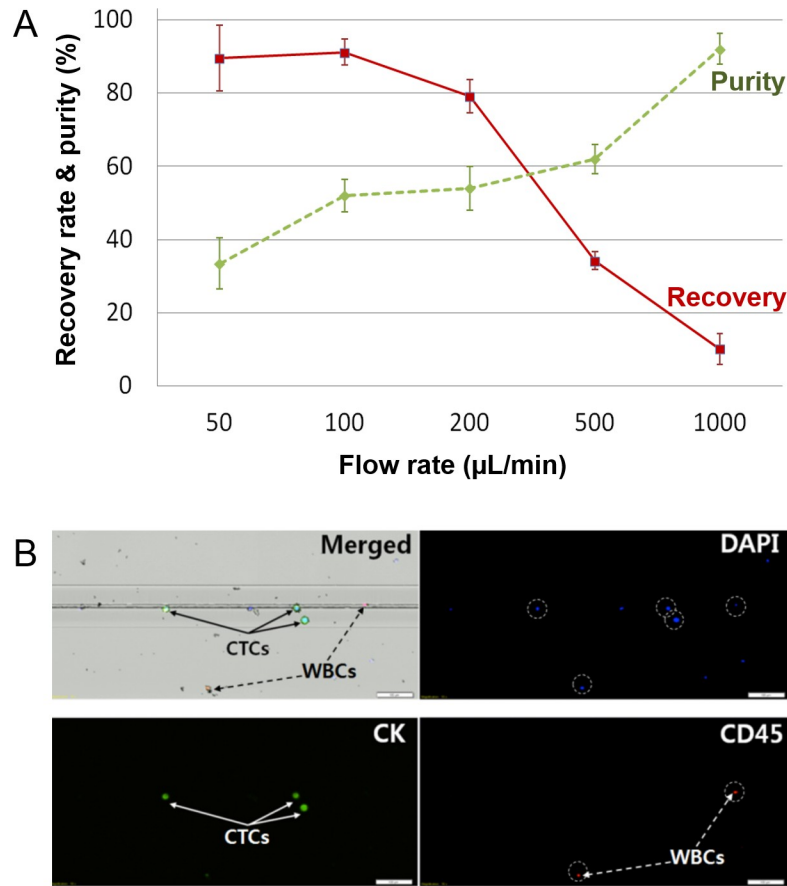 A
Recovery rate & purity (%)
100
80
60
40
20
0
Purity
Recovery
50 100 200 500 1000
Flow rate (µL/min)
B
Merged
CTCs
WBCs
DAPI
CK
CTCs
CD45
WBCs